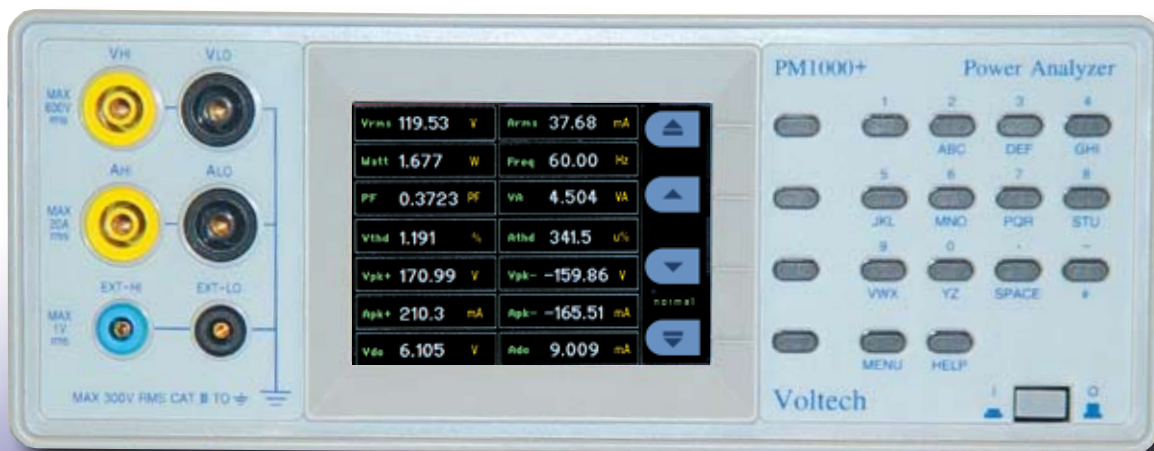 VHI VLO
MAX
600V
rms
AHI ALO
MAX
20A
rms
EXT-HI EXT-LO
MAX
1V
rms
MAX 300V RMS CAT III TO
Vrms 119.53 V Arms 37.68 mA
Watt 1.677 W Freq 60.00 Hz
PF 0.3723 PF VA 4.504 VA
Vthd 1.191 % Athd 341.5 u%
Vpk+ 170.99 V Vpk- -159.86 V
Apk+ 210.3 mA Apk- -165.51 mA
Vdc 6.105 V Adc 9.009 mA
normal
PM1000+ Power Analyzer
1 2 3 4
ABC DEF GHI
5 6 7 8
JKL MNO PQR STU
9 0 . -
VWX YZ SPACE #
MENU HELP
Voltech
I O